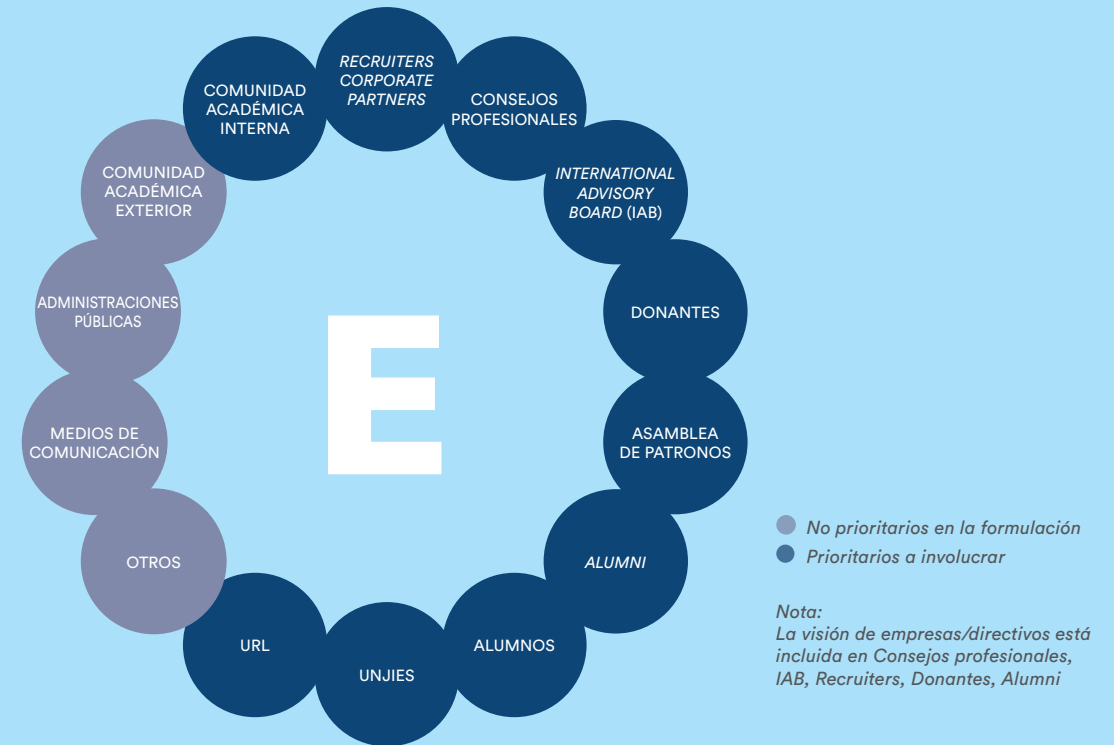 RECRUITERS
CORPORATE
PARTNERS
COMUNIDAD
ACADÉMICA
INTERNA
CONSEJOS
PROFESIONALES
COMUNIDAD
ACADÉMICA
EXTERIOR
INTERNATIONAL
ADVISORY
BOARD (IAB)
ADMINISTRACIONES
PÚBLICAS
E
DONANTES
MEDIOS DE
COMUNICACIÓN
ASAMBLEA
DE PATRONOS
OTROS
ALUMNI
URL
UNJIES
ALUMNOS
No prioritarios en la formulación
Prioritarios a involucrar
Nota:
La visión de empresas/directivos está
incluida en Consejos profesionales,
IAB, Recruiters, Donantes, Alumni